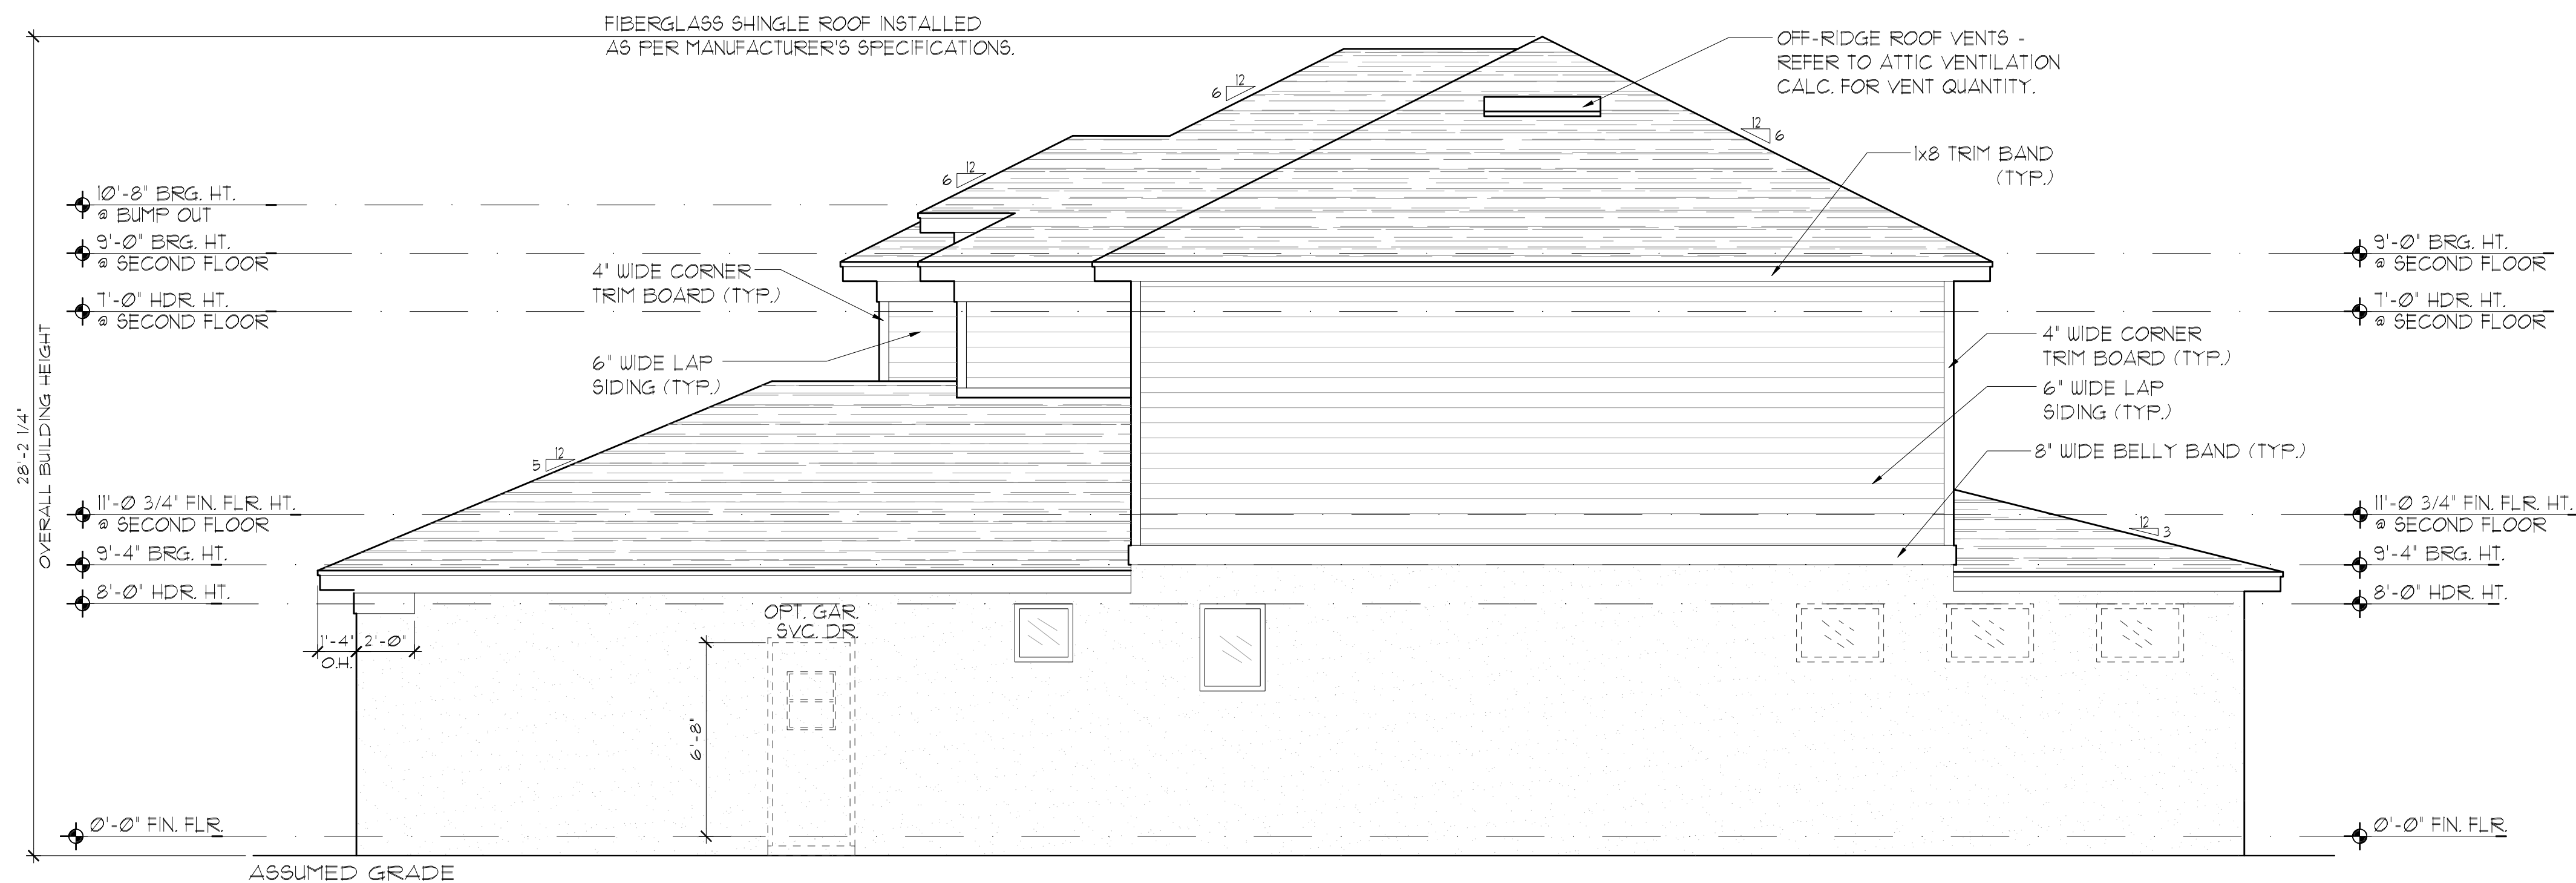 FIBERGLASS SHINGLE ROOF INSTALLED
AS PER MANUFACTURER'S SPECIFICATIONS.
OFF-RIDGE ROOF VENTS -
REFER TO ATTIC VENTILATION
CALC. FOR VENT QUANTITY.
12
6
12
6
1x8 TRIM BAND
(TYP.)
12
6
10'-8" BRG. HT.
@ BUMP OUT
9'-0" BRG. HT.
@ SECOND FLOOR
9'-0" BRG. HT.
@ SECOND FLOOR
4" WIDE CORNER
TRIM BOARD (TYP.)
7'-0" HDR. HT.
@ SECOND FLOOR
7'-0" HDR. HT.
@ SECOND FLOOR
4" WIDE CORNER
TRIM BOARD (TYP.)
6" WIDE LAP
SIDING (TYP.)
6" WIDE LAP
SIDING (TYP.)
28'-2 1/4"
OVERALL BUILDING HEIGHT
8" WIDE BELLY BAND (TYP.)
12
5
11'-0 3/4" FIN. FLR. HT.
@ SECOND FLOOR
11'-0 3/4" FIN. FLR. HT.
@ SECOND FLOOR
12
3
9'-4" BRG. HT.
9'-4" BRG. HT.
8'-0" HDR. HT.
8'-0" HDR. HT.
OPT. GAR.
SVC. DR.
1'-4" 2'-0"
O.H.
6'-8"
0'-0" FIN. FLR.
0'-0" FIN. FLR.
ASSUMED GRADE